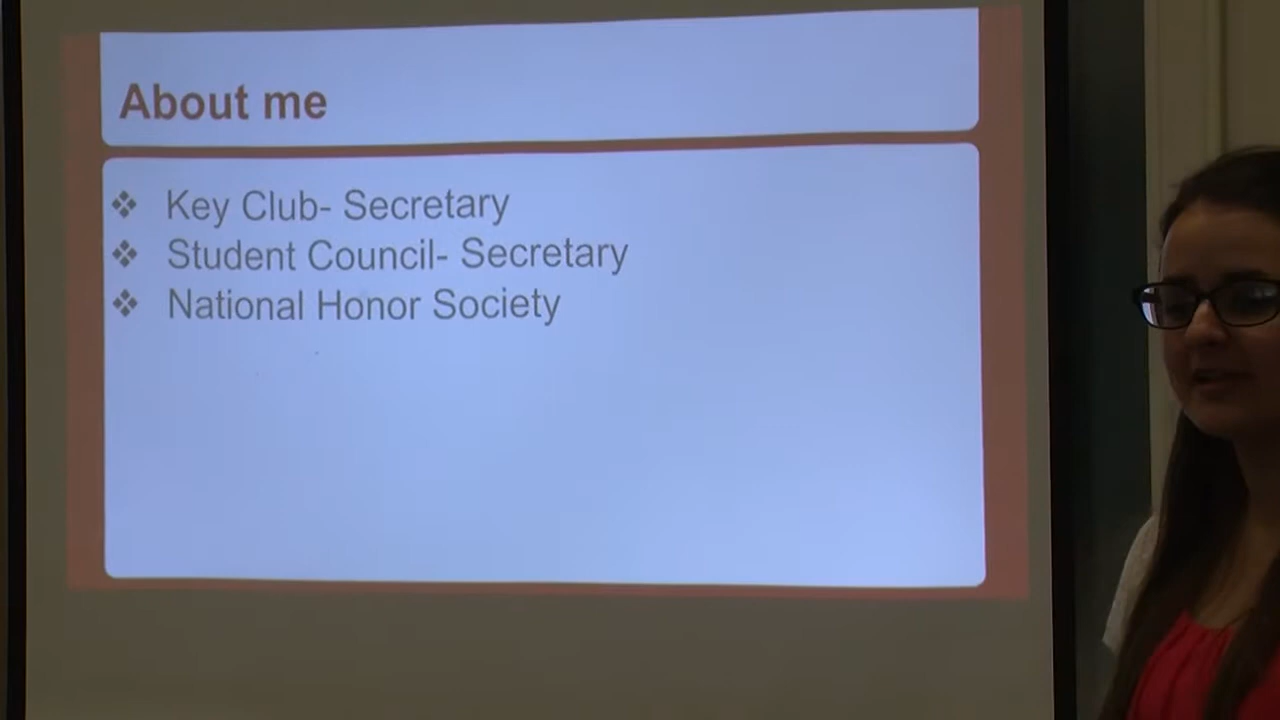 About me
Key Club- Secretary
Student Council- Secretary
National Honor Society